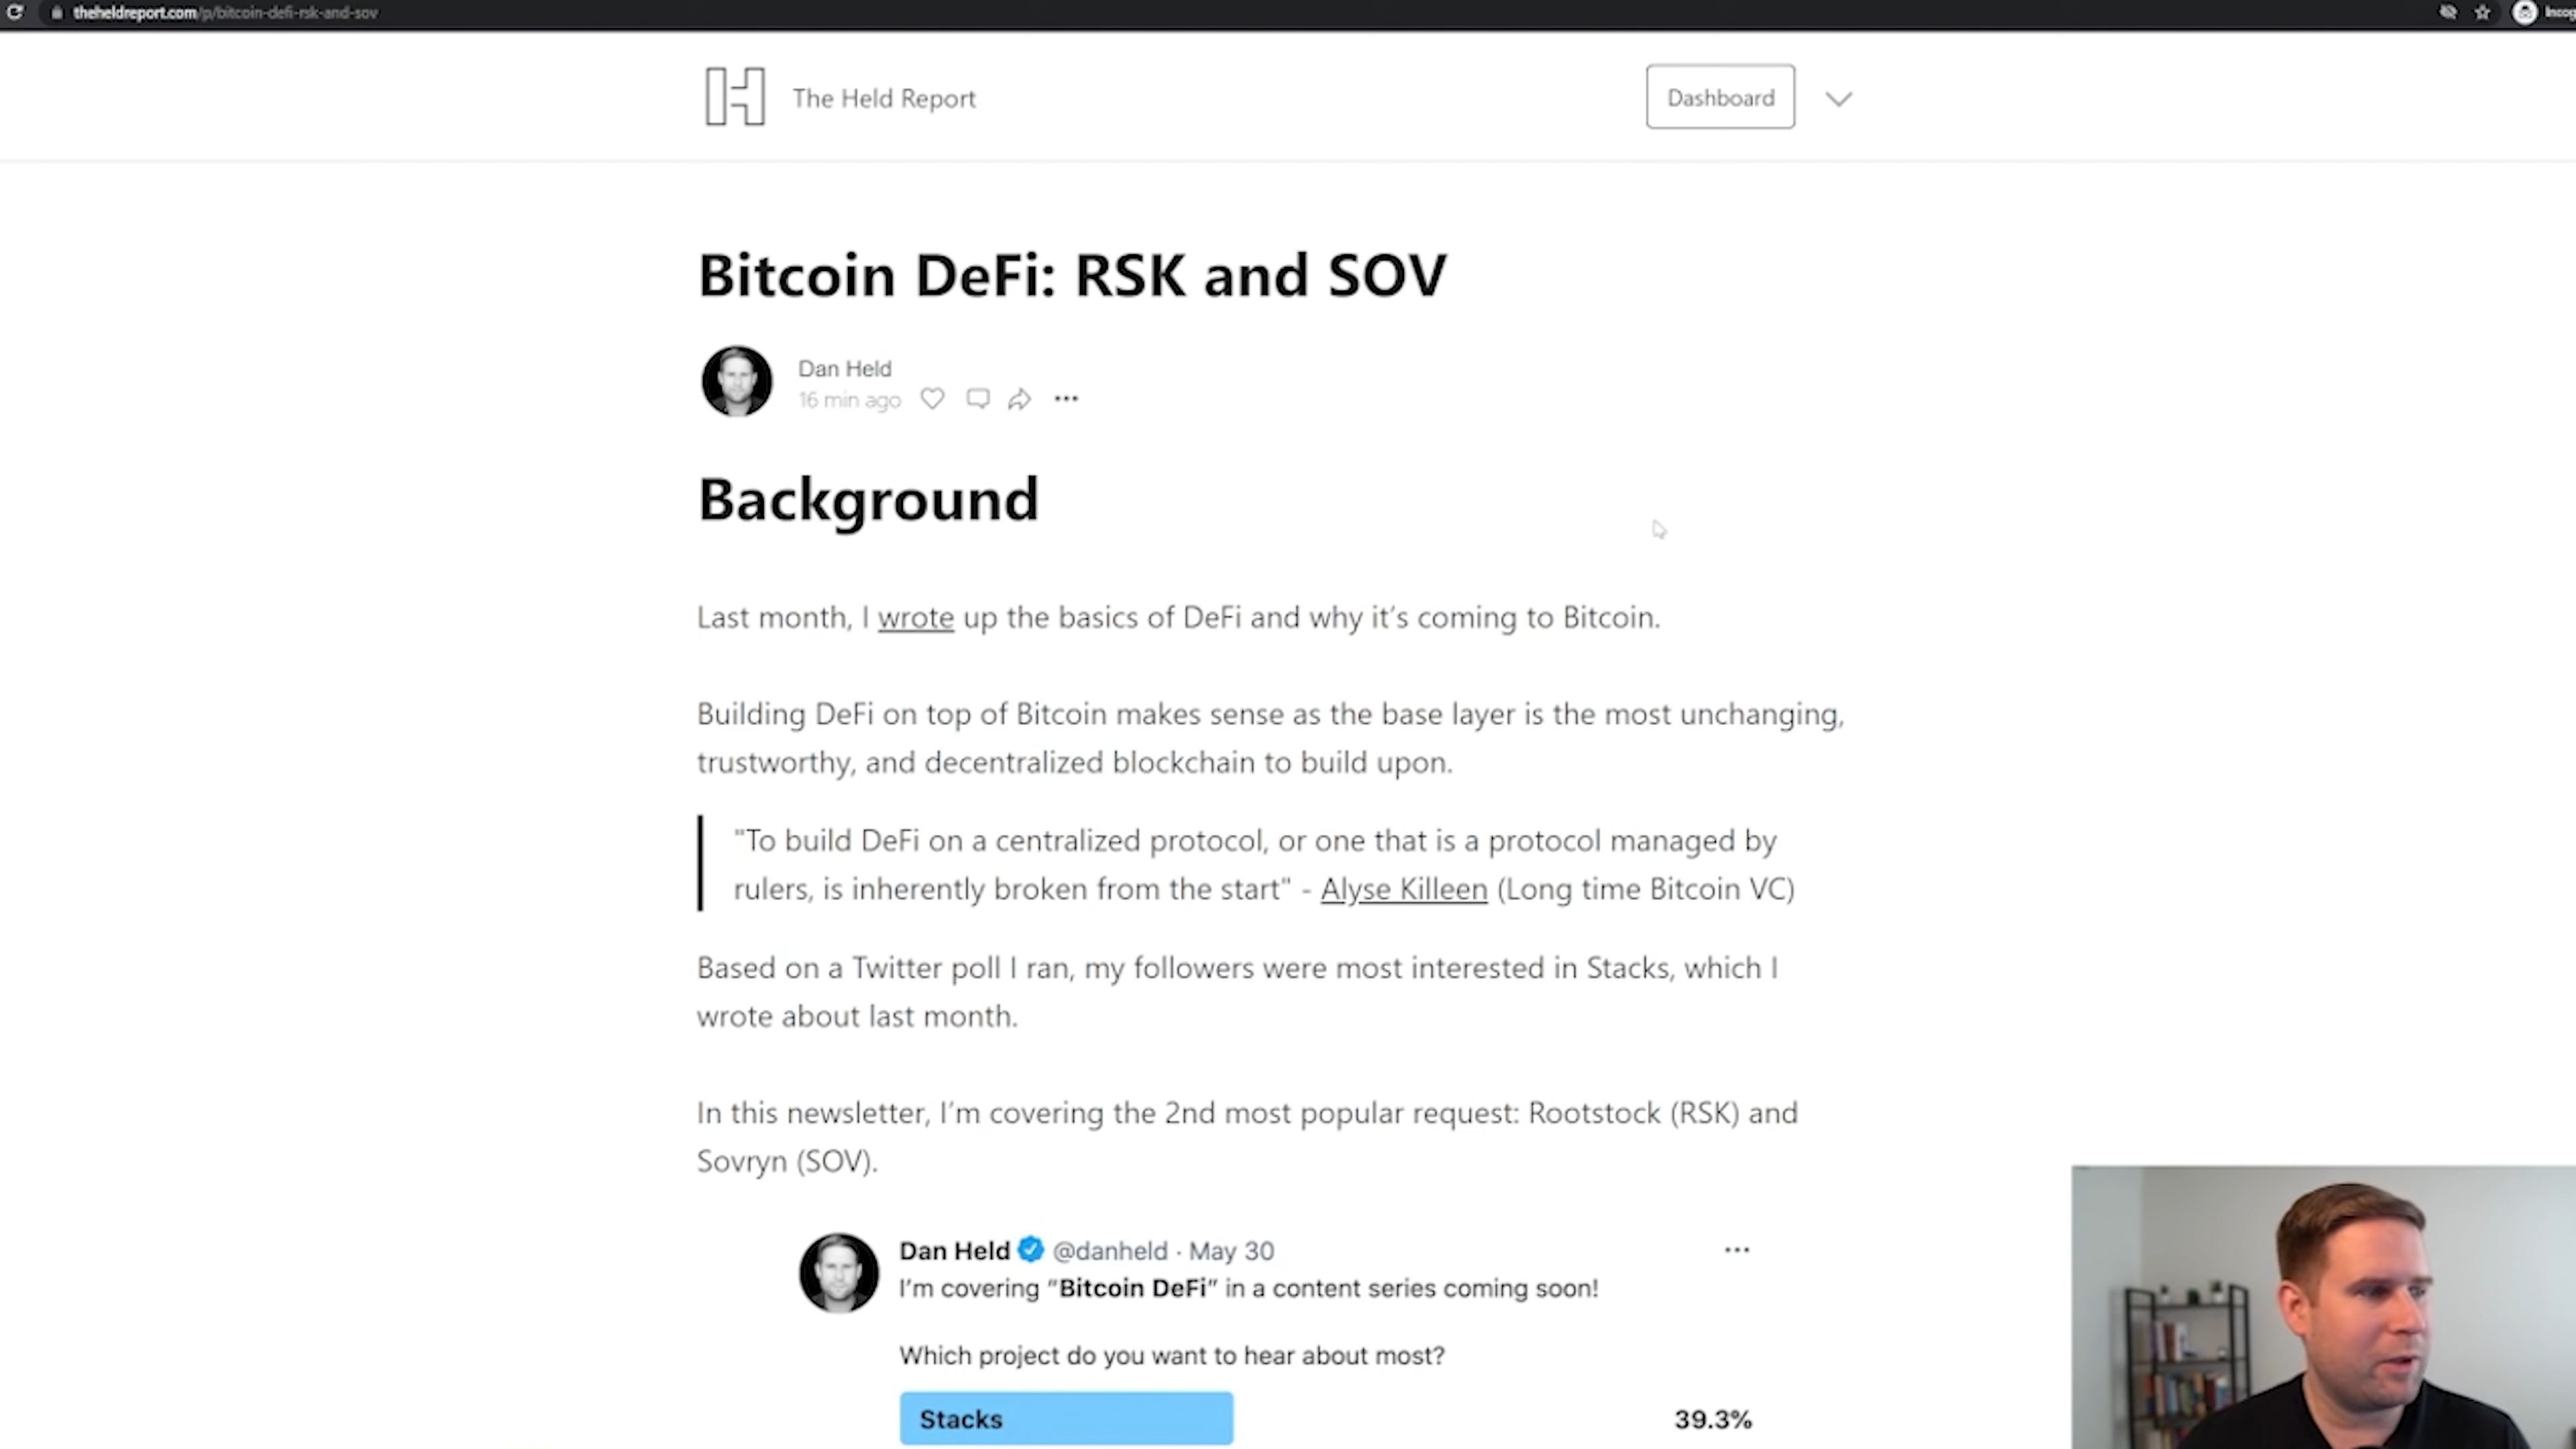 theheldreport.com/p/bitcoin-defi-rsk-and-sov
Incog
The Held Report
Dashboard
Bitcoin DeFi: RSK and SOV
Dan Held
16 min ago
Background
Last month, I wrote up the basics of DeFi and why it's coming to Bitcoin.
Building DeFi on top of Bitcoin makes sense as the base layer is the most unchanging,
trustworthy, and decentralized blockchain to build upon.
"To build DeFi on a centralized protocol, or one that is a protocol managed by
rulers, is inherently broken from the start" - Alyse Killeen (Long time Bitcoin VC)
Based on a Twitter poll I ran, my followers were most interested in Stacks, which I
wrote about last month.
In this newsletter, I'm covering the 2nd most popular request: Rootstock (RSK) and
Sovryn (SOV).
Dan Held @danheld · May 30
I'm covering "Bitcoin DeFi" in a content series coming soon!
Which project do you want to hear about most?
Stacks 39.3%